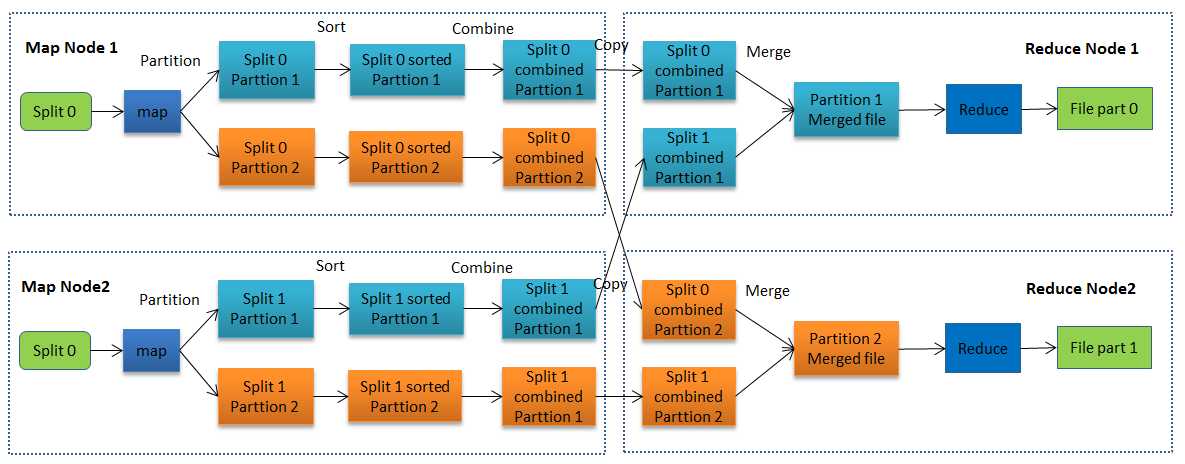 Map Node 1
Partition
Sort
Combine
Copy
Split 0
map
Split 0
Parttion 1
Split 0 sorted
Parttion 1
Split 0
combined
Parttion 1
Split 0
Parttion 2
Split 0 sorted
Parttion 2
Split 0
combined
Parttion 2
Reduce Node 1
Merge
Split 0
combined
Parttion 1
Split 1
combined
Parttion 1
Partition 1
Merged file
Reduce
File part 0
Map Node2
Partition
Sort
Combine
Copy
Split 0
map
Split 1
Parttion 1
Split 1 sorted
Parttion 1
Split 1
combined
Parttion 1
Split 1
Parttion 2
Split 1 sorted
Parttion 2
Split 1
combined
Parttion 1
Reduce Node2
Merge
Split 0
combined
Parttion 2
Split 1
combined
Parttion 2
Partition 2
Merged file
Reduce
File part 1